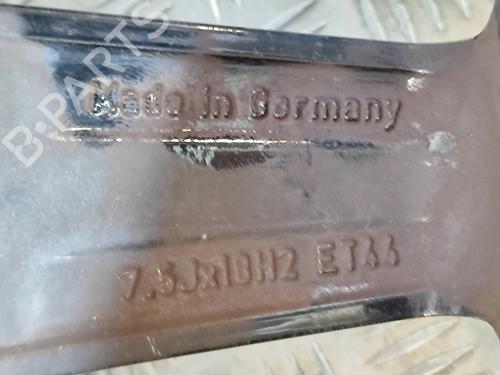 B-PARTS
Made in Germany
7.5Jx18H2 ET44